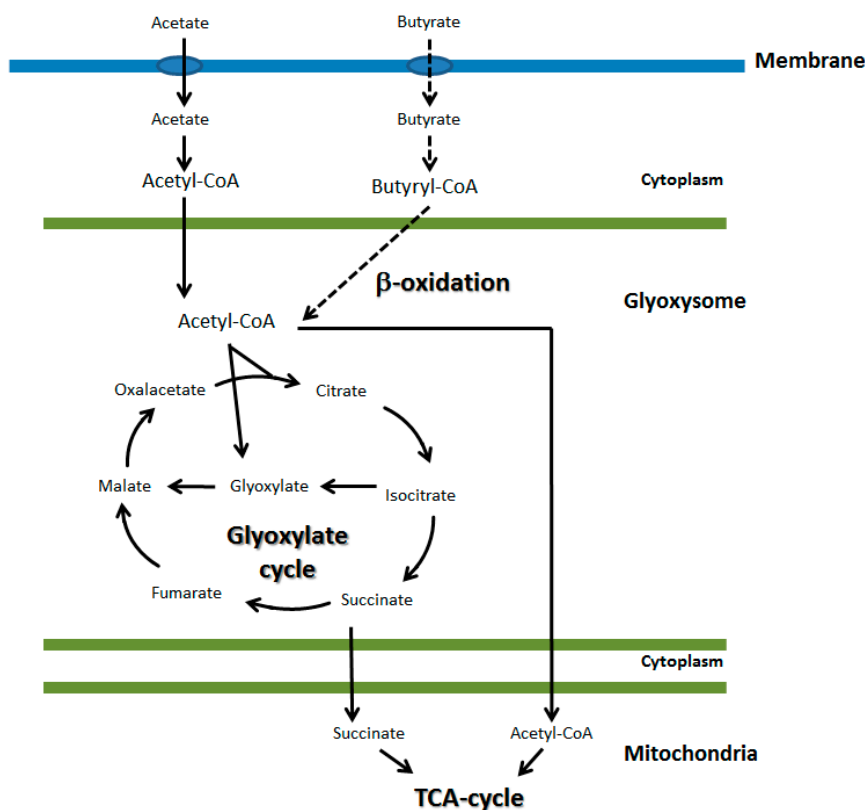 Acetate
Butyrate
Membrane
Acetate
Butyrate
Acetyl-CoA
Butyryl-CoA
Cytoplasm
β-oxidation
Glyoxysome
Acetyl-CoA
Oxalacetate
Citrate
Malate
Glyoxylate
Isocitrate
Glyoxylate
cycle
Fumarate
Succinate
Cytoplasm
Succinate
Acetyl-CoA
Mitochondria
TCA-cycle